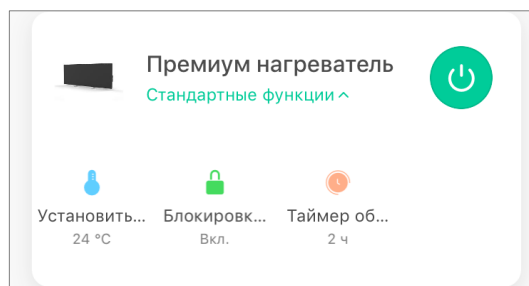 Премиум нагреватель
Стандартные функции
Установить... Блокировк... Таймер об...
24 °C Вкл. 2 ч